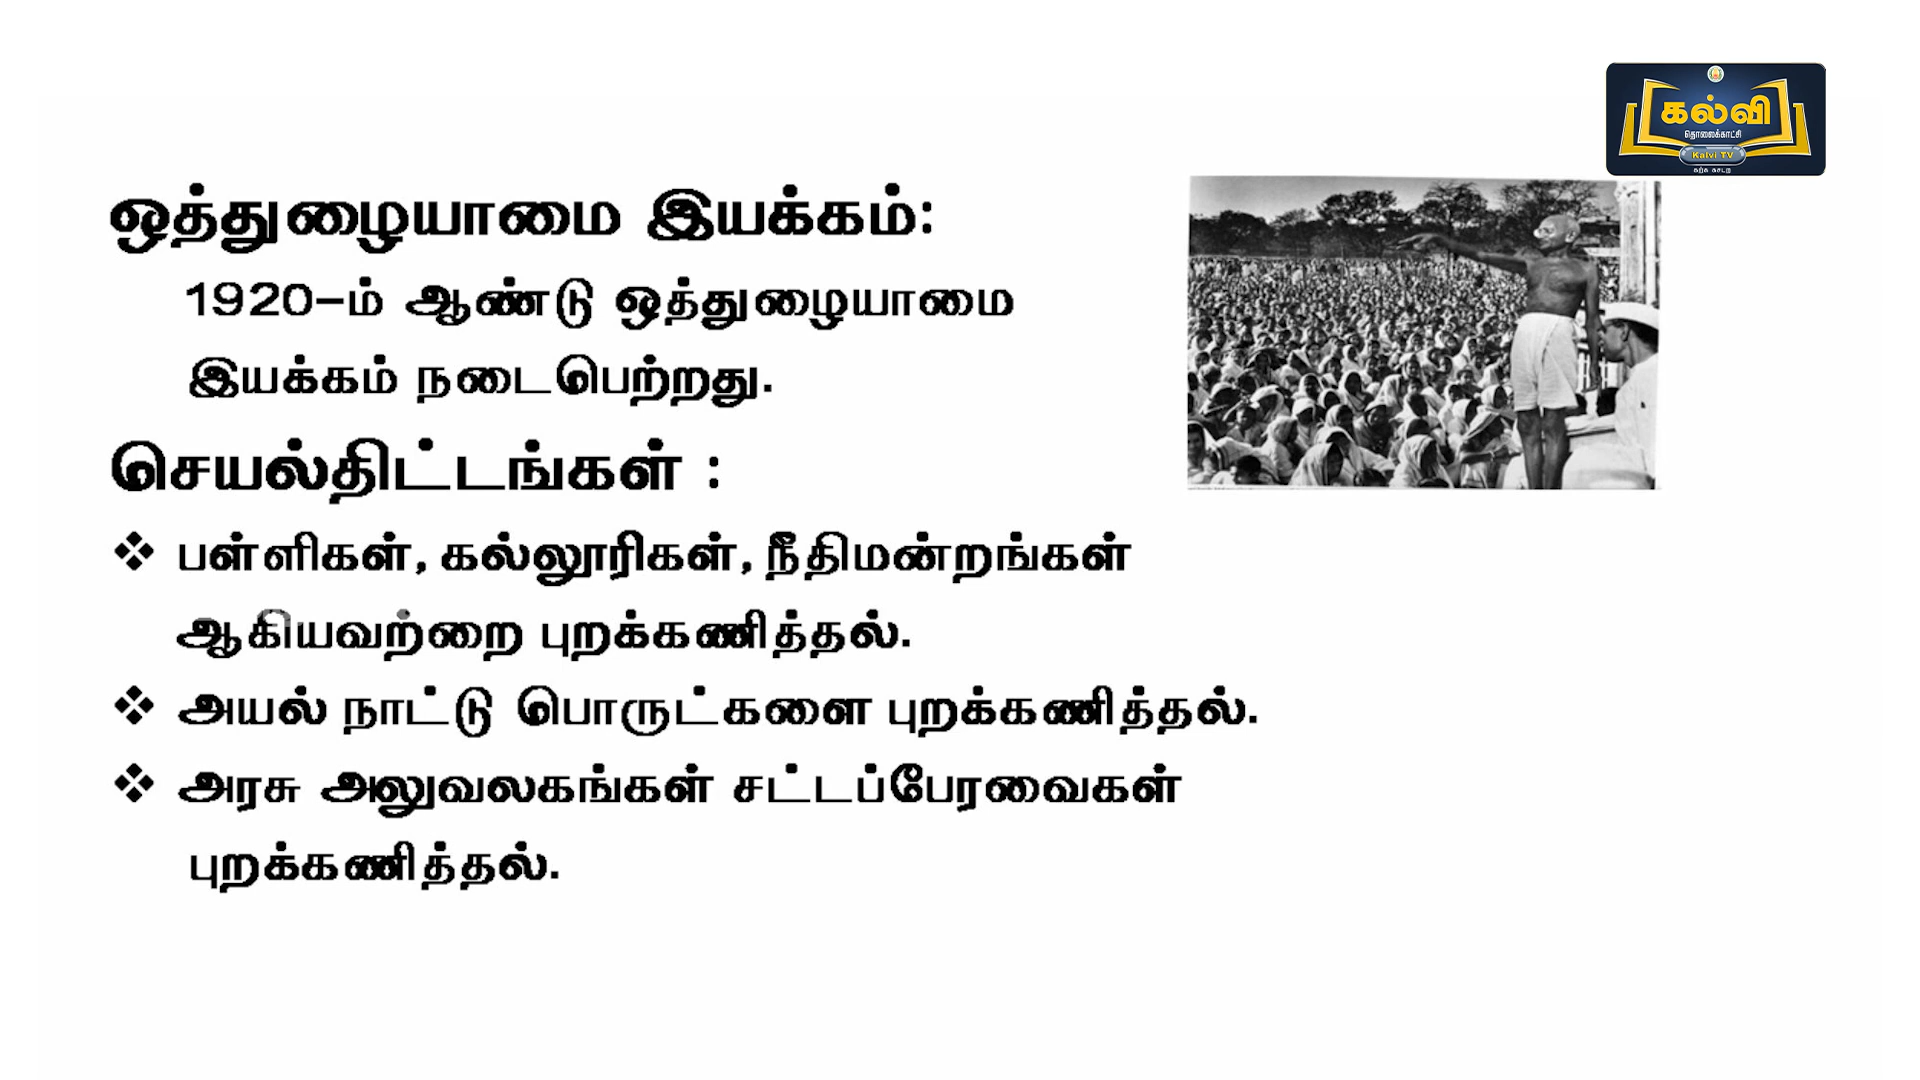 கல்வி
தொலைக்காட்சி
Kalvi TV
கற்க கசடற
ஒத்துழையாமை இயக்கம்:
1920-ம் ஆண்டு ஒத்துழையாமை
இயக்கம் நடைபெற்றது.
செயல்திட்டங்கள் :
❖ பள்ளிகள், கல்லூரிகள், நீதிமன்றங்கள்
ஆகியவற்றை புறக்கணித்தல்.
❖ அயல் நாட்டு பொருட்களை புறக்கணித்தல்.
❖ அரசு அலுவலகங்கள் சட்டப்பேரவைகள்
புறக்கணித்தல்.